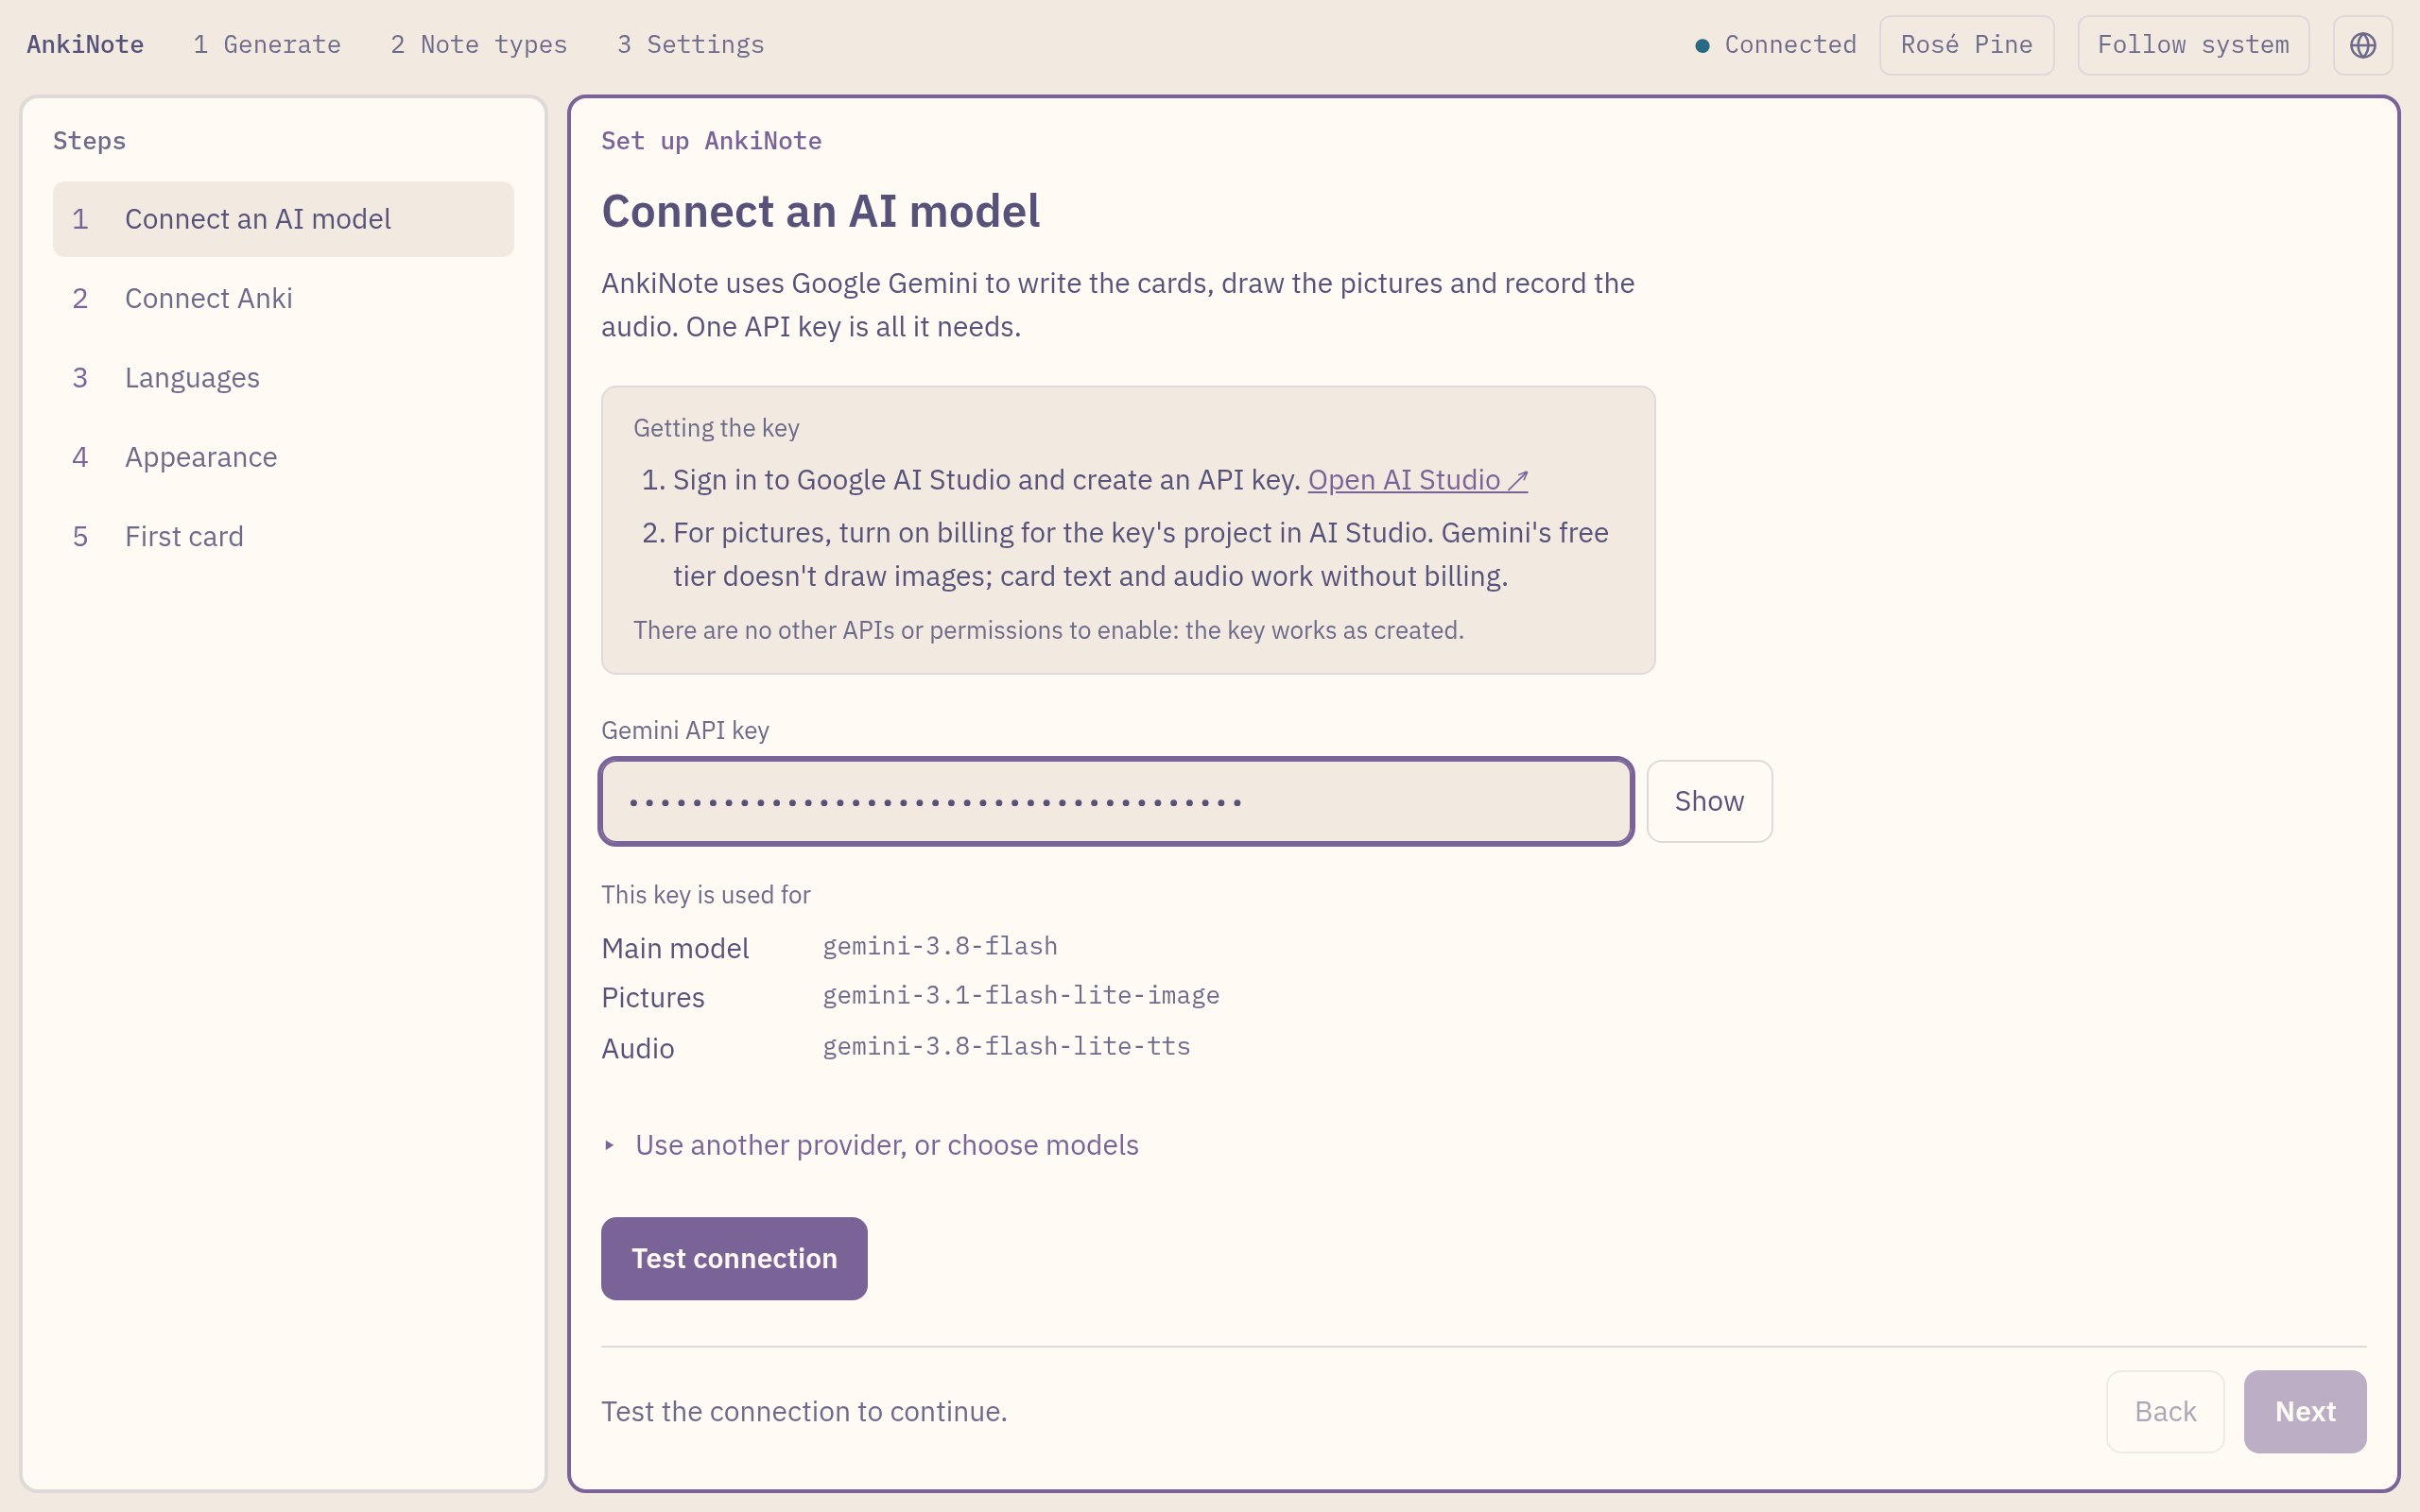 AnkiNote 1 Generate 2 Note types 3 Settings Connected Rosé Pine Follow system
Steps
1 Connect an AI model
2 Connect Anki
3 Languages
4 Appearance
5 First card
Set up AnkiNote
Connect an AI model
AnkiNote uses Google Gemini to write the cards, draw the pictures and record the
audio. One API key is all it needs.
Getting the key
1. Sign in to Google AI Studio and create an API key. Open AI Studio ↗
2. For pictures, turn on billing for the key's project in AI Studio. Gemini's free
tier doesn't draw images; card text and audio work without billing.
There are no other APIs or permissions to enable: the key works as created.
Gemini API key
•••••••••••••••••••••••••••••••••••••••
Show
This key is used for
Main model gemini-3.8-flash
Pictures gemini-3.1-flash-lite-image
Audio gemini-3.8-flash-lite-tts
▸ Use another provider, or choose models
Test connection
Test the connection to continue. Back Next